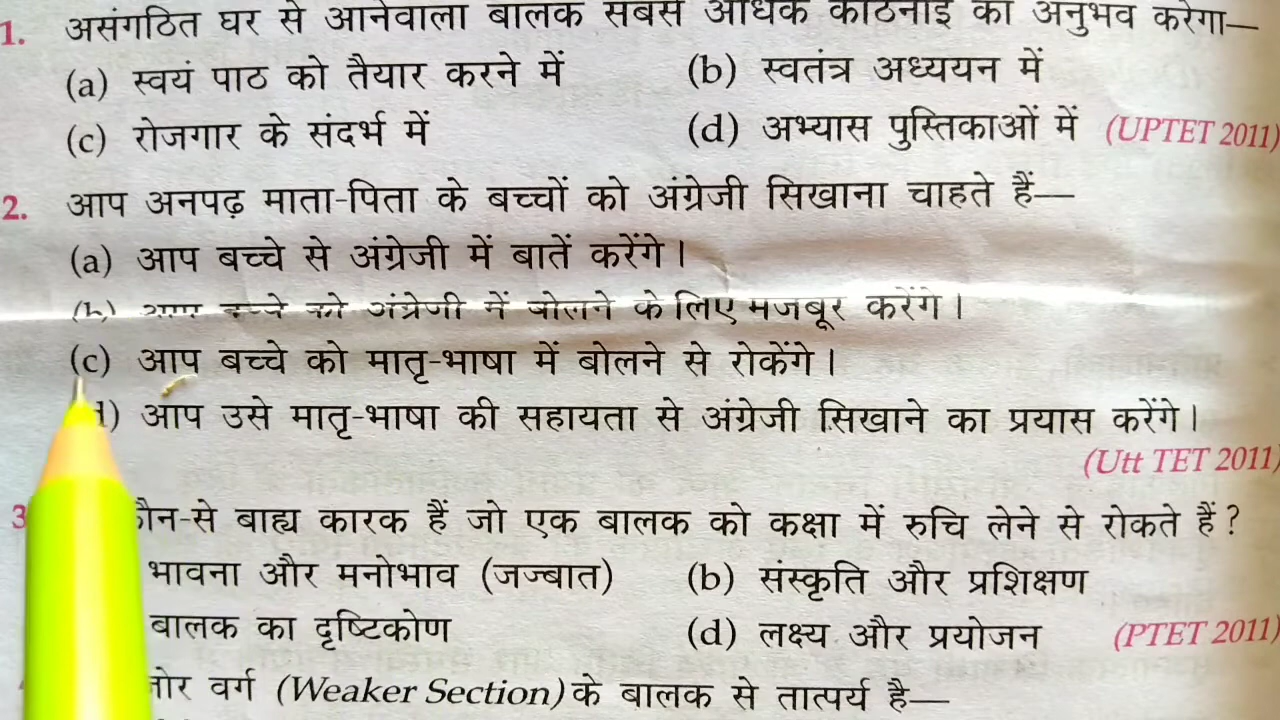 1. असंगठित घर से आनेवाला बालक सबसे अधिक कठिनाई का अनुभव करेगा—
(a) स्वयं पाठ को तैयार करने में (b) स्वतंत्र अध्ययन में
(c) रोजगार के संदर्भ में (d) अभ्यास पुस्तिकाओं में (UPTET 2011)
2. आप अनपढ़ माता-पिता के बच्चों को अंग्रेजी सिखाना चाहते हैं—
(a) आप बच्चे से अंग्रेजी में बातें करेंगे।
(b) आप बच्चे को अंग्रेजी में बोलने के लिए मजबूर करेंगे।
(c) आप बच्चे को मातृ-भाषा में बोलने से रोकेंगे।
(d) आप उसे मातृ-भाषा की सहायता से अंग्रेजी सिखाने का प्रयास करेंगे।
(Utt TET 2011)
3. कौन-से बाह्य कारक हैं जो एक बालक को कक्षा में रुचि लेने से रोकते हैं?
भावना और मनोभाव (जज्बात) (b) संस्कृति और प्रशिक्षण
बालक का दृष्टिकोण (d) लक्ष्य और प्रयोजन (PTET 2011)
वर्ग (Weaker Section) के बालक से तात्पर्य है—